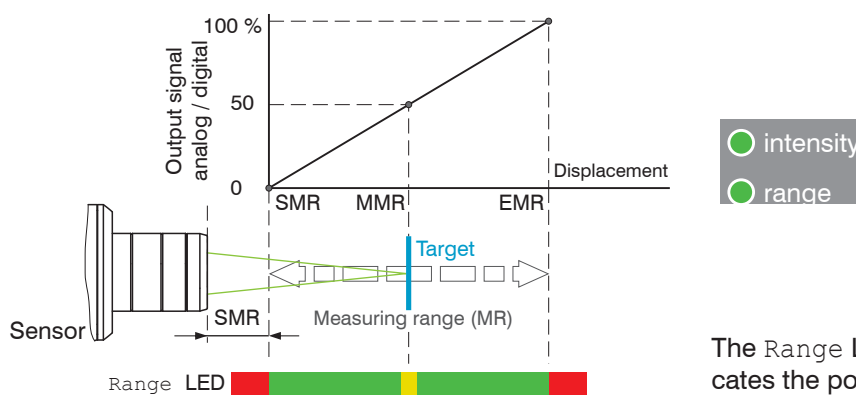 100 %
Output signal
analog / digital
50
0
Displacement
SMR MMR EMR
intensity
range
Target
Sensor
SMR
Measuring range (MR)
Range LED
The Range
cates the